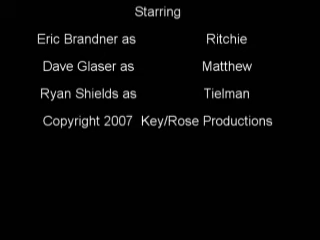 Starring
Eric Brandner as Ritchie
Dave Glaser as Matthew
Ryan Shields as Tielman
Copyright 2007 Key/Rose Productions